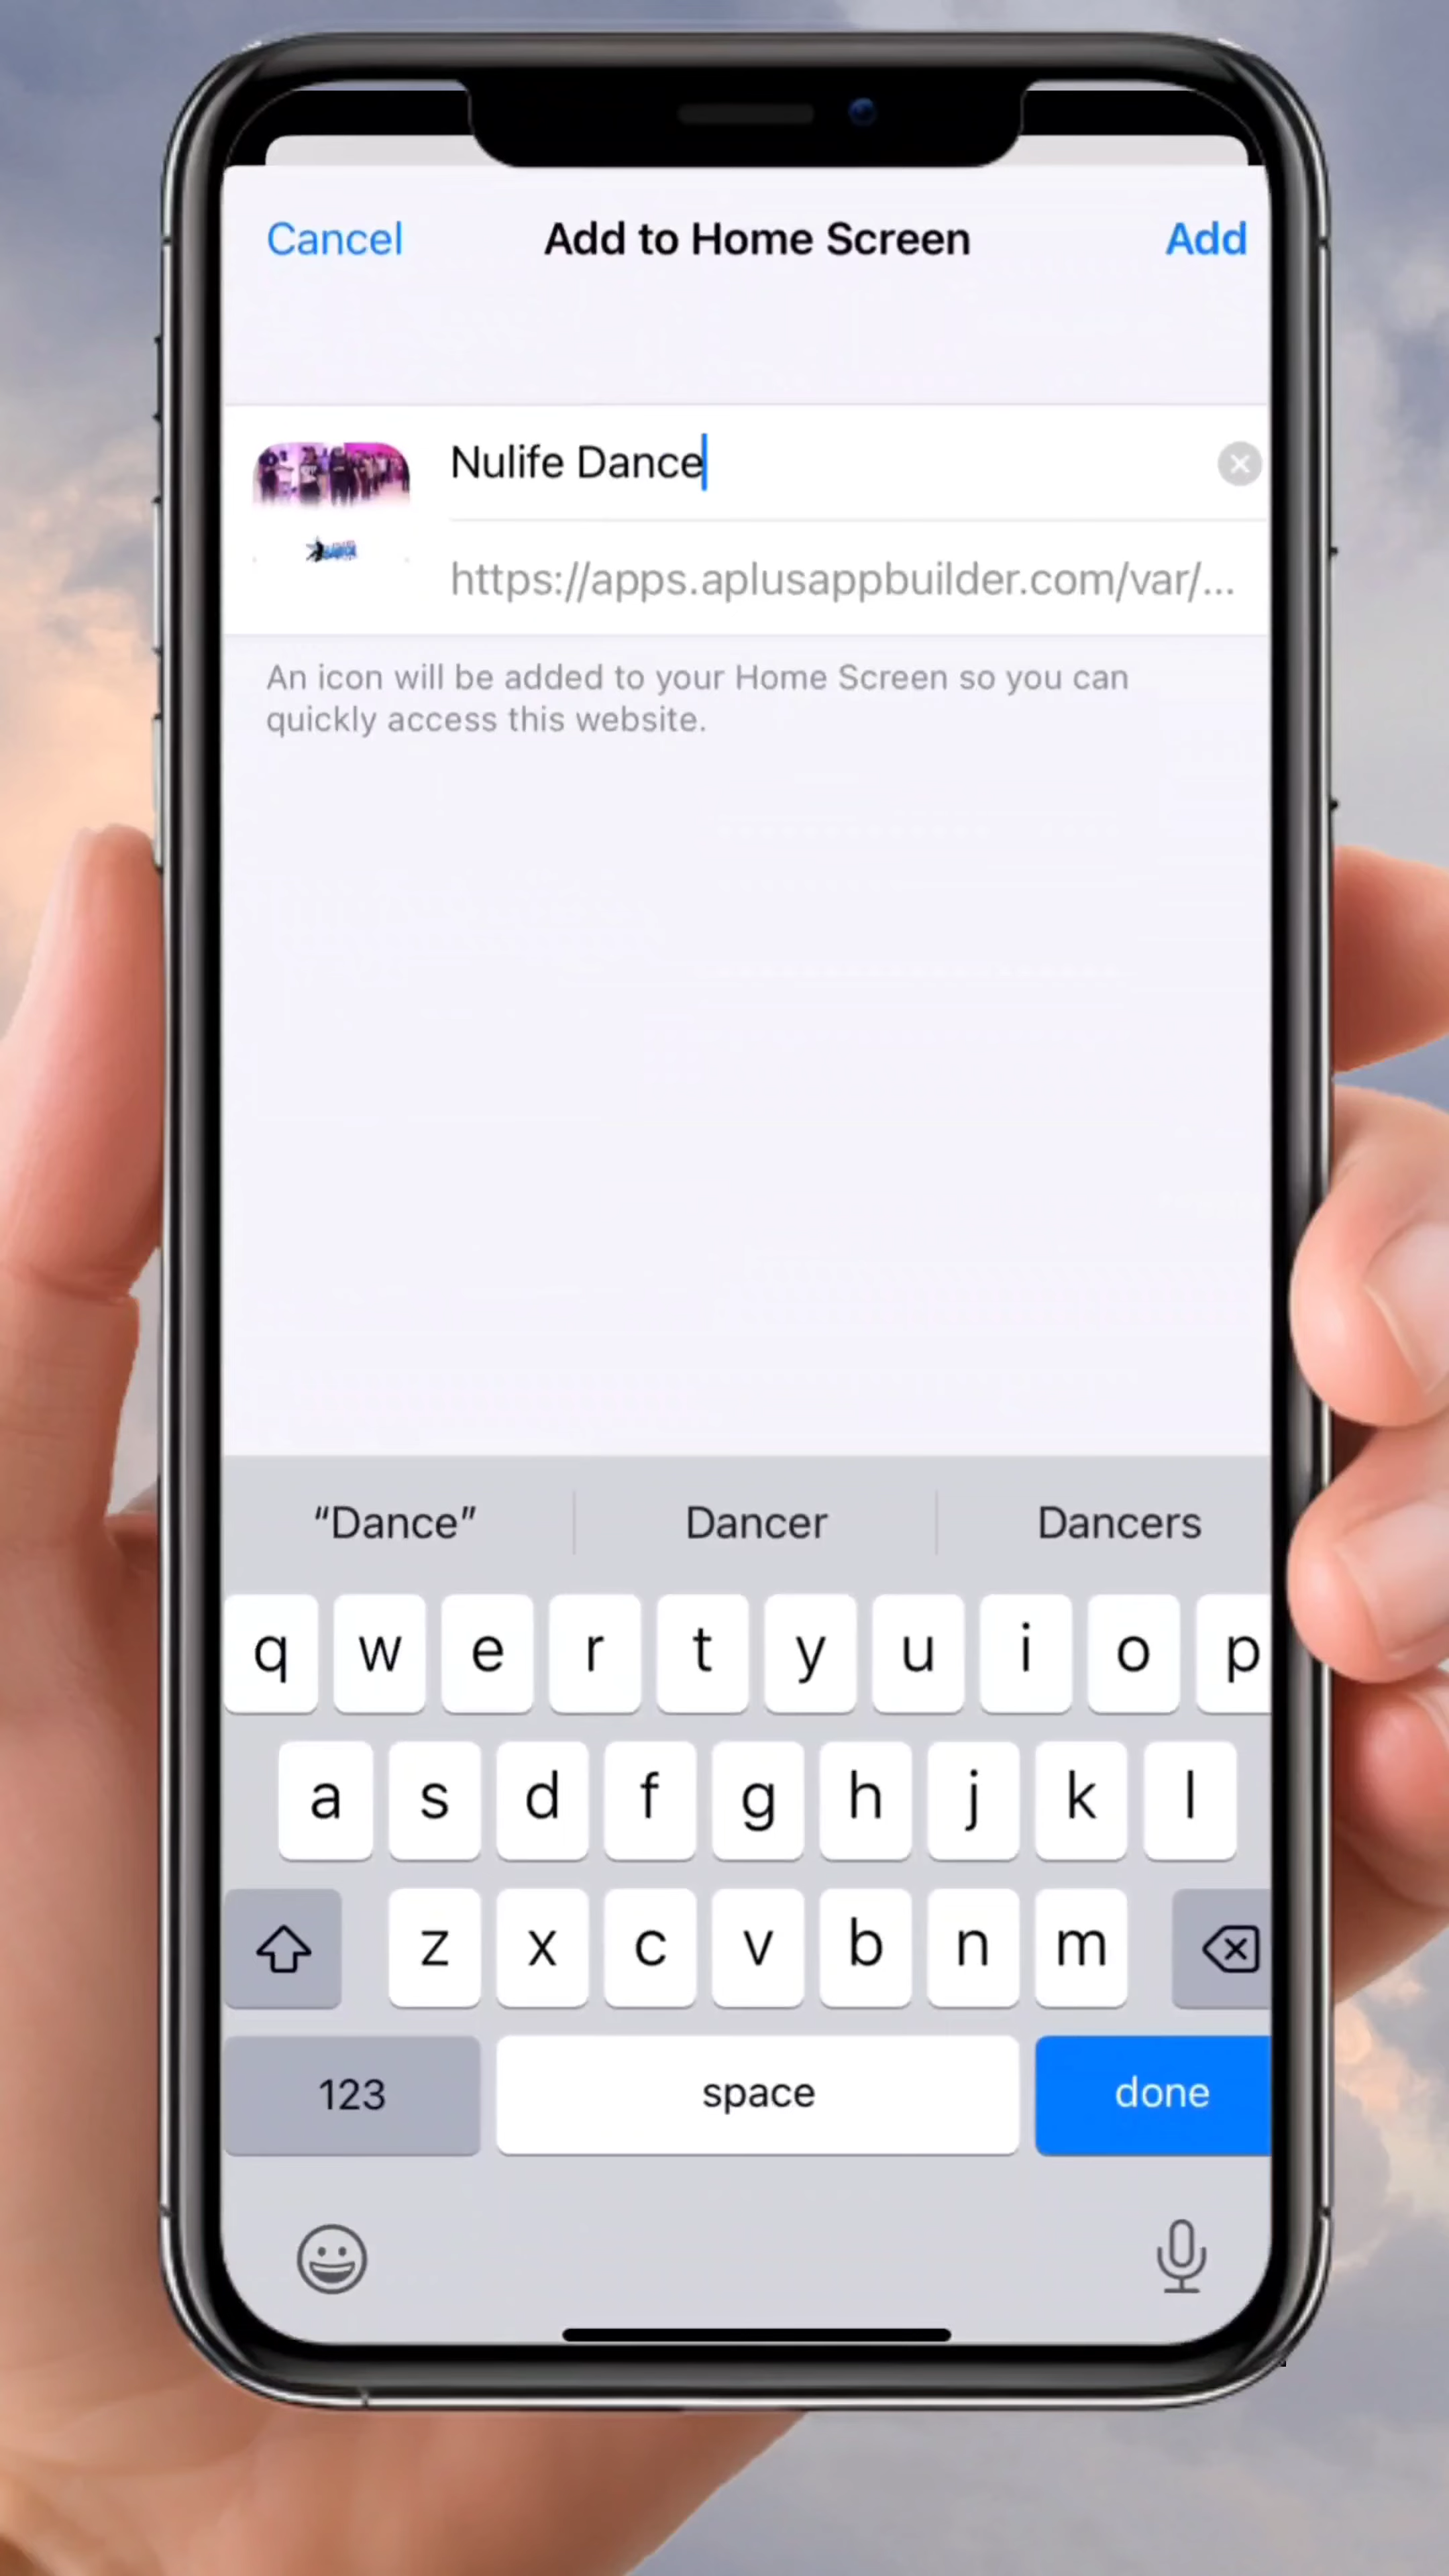 Cancel Add to Home Screen Add
Nulife Dance
https://apps.aplusappbuilder.com/var/...
An icon will be added to your Home Screen so you can
quickly access this website.
“Dance” Dancer Dancers
q w e r t y u i o p
a s d f g h j k l
z x c v b n m
123 space done